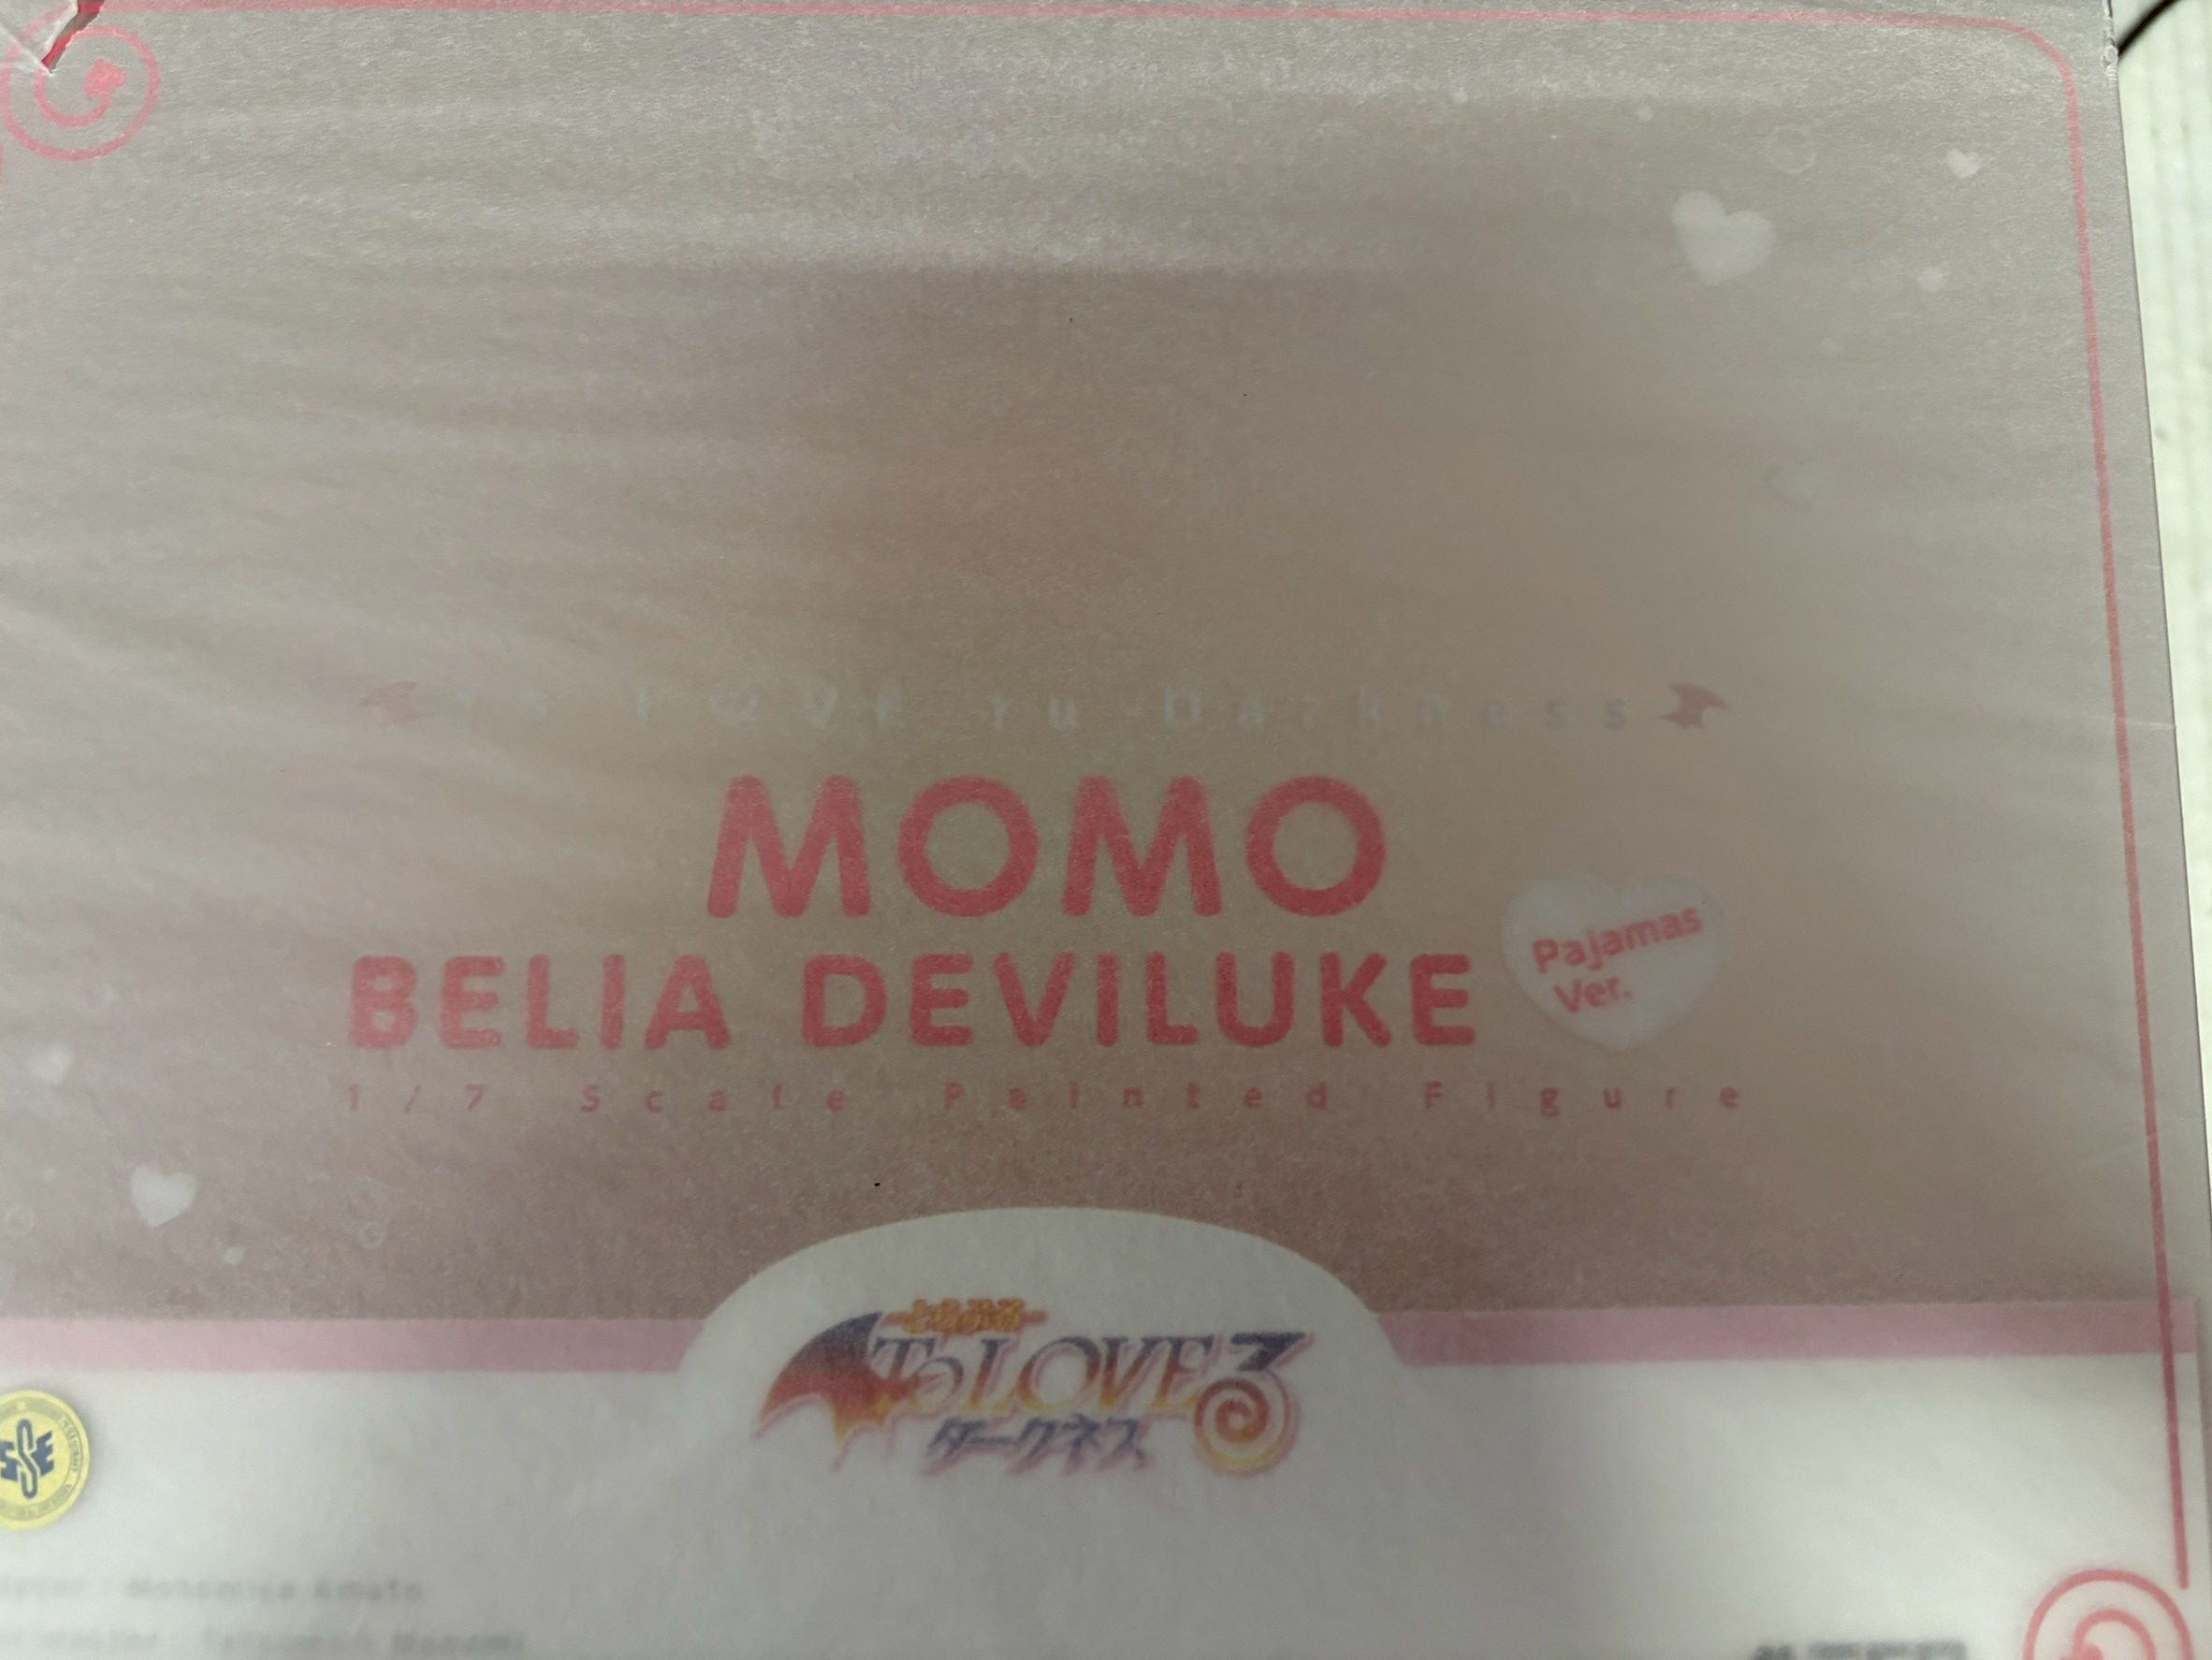 To LOVE-ru-Darkness
MOMO
BELIA DEVILUKE
Pajamas
Ver.
1/7 Scale Painted Figure
とらぶる
To LOVEる
ダークネス